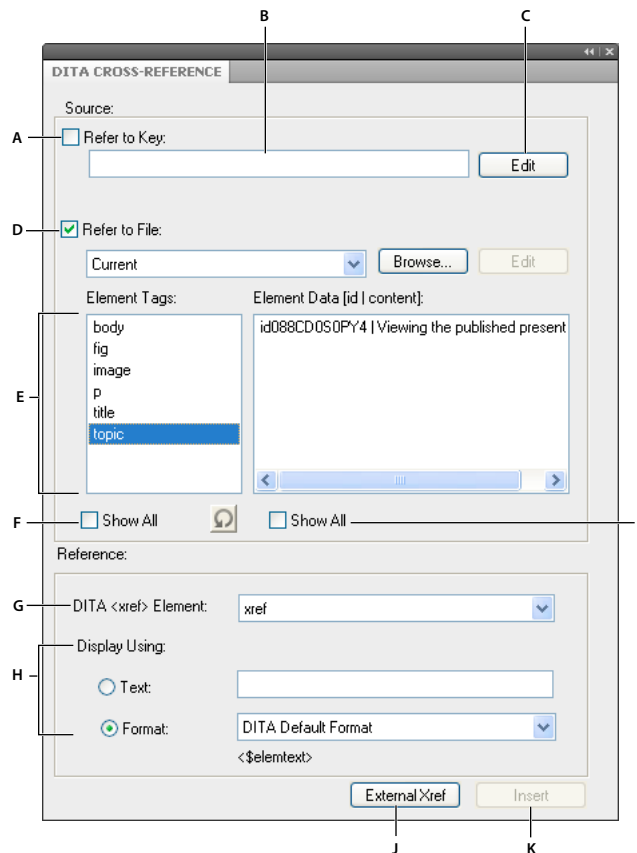 B C
DITA CROSS-REFERENCE
Source:
A Refer to Key:
Edit
D Refer to File:
Current Browse... Edit
Element Tags: Element Data [id | content]:
body id088CD0S0PY4 | Viewing the published present
fig
image
E p
title
topic
F Show All Show All
Reference:
G DITA <xref> Element: xref
Display Using:
H
Text:
Format: DITA Default Format
<$elemtext>
External Xref Insert
J K